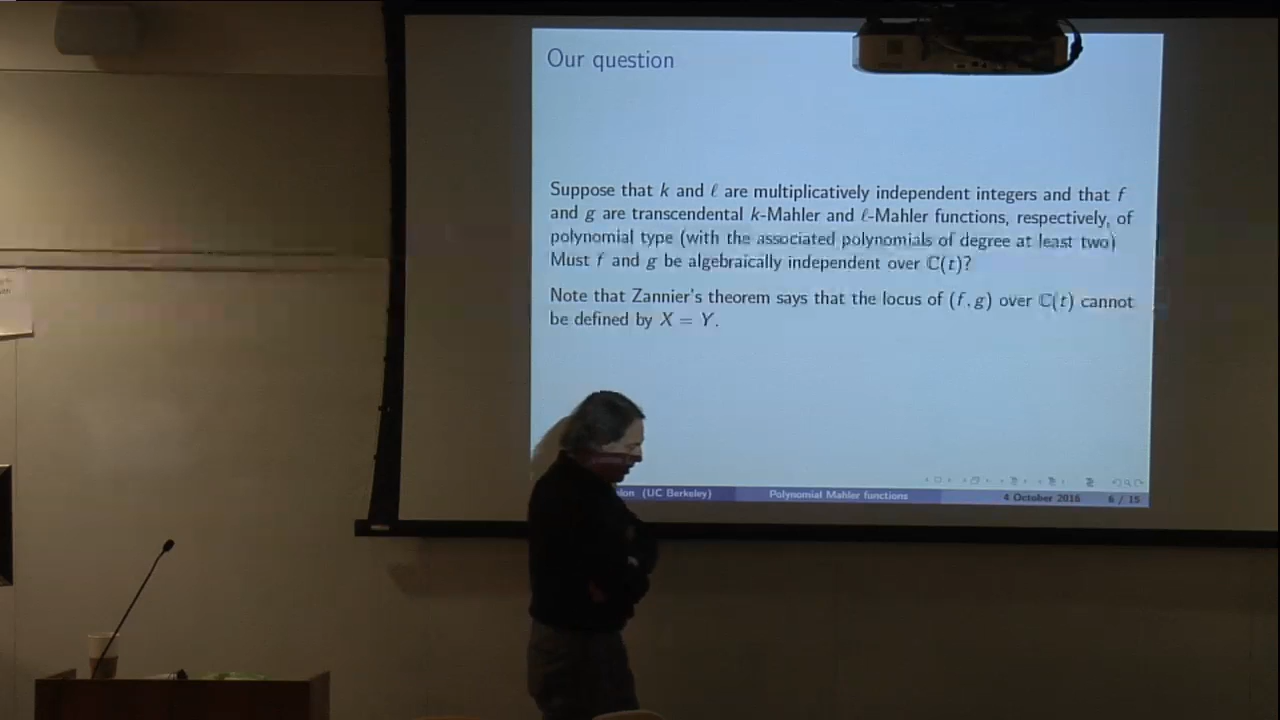 Our question
Suppose that k and ℓ are multiplicatively independent integers and that f
and g are transcendental k-Mahler and ℓ-Mahler functions, respectively, of
polynomial type (with the associated polynomials of degree at least two)
Must f and g be algebraically independent over ℂ(t)?
Note that Zannier's theorem says that the locus of (f, g) over ℂ(t) cannot
be defined by X = Y.
(UC Berkeley) Polynomial Mahler functions 4 October 2016 6 / 15